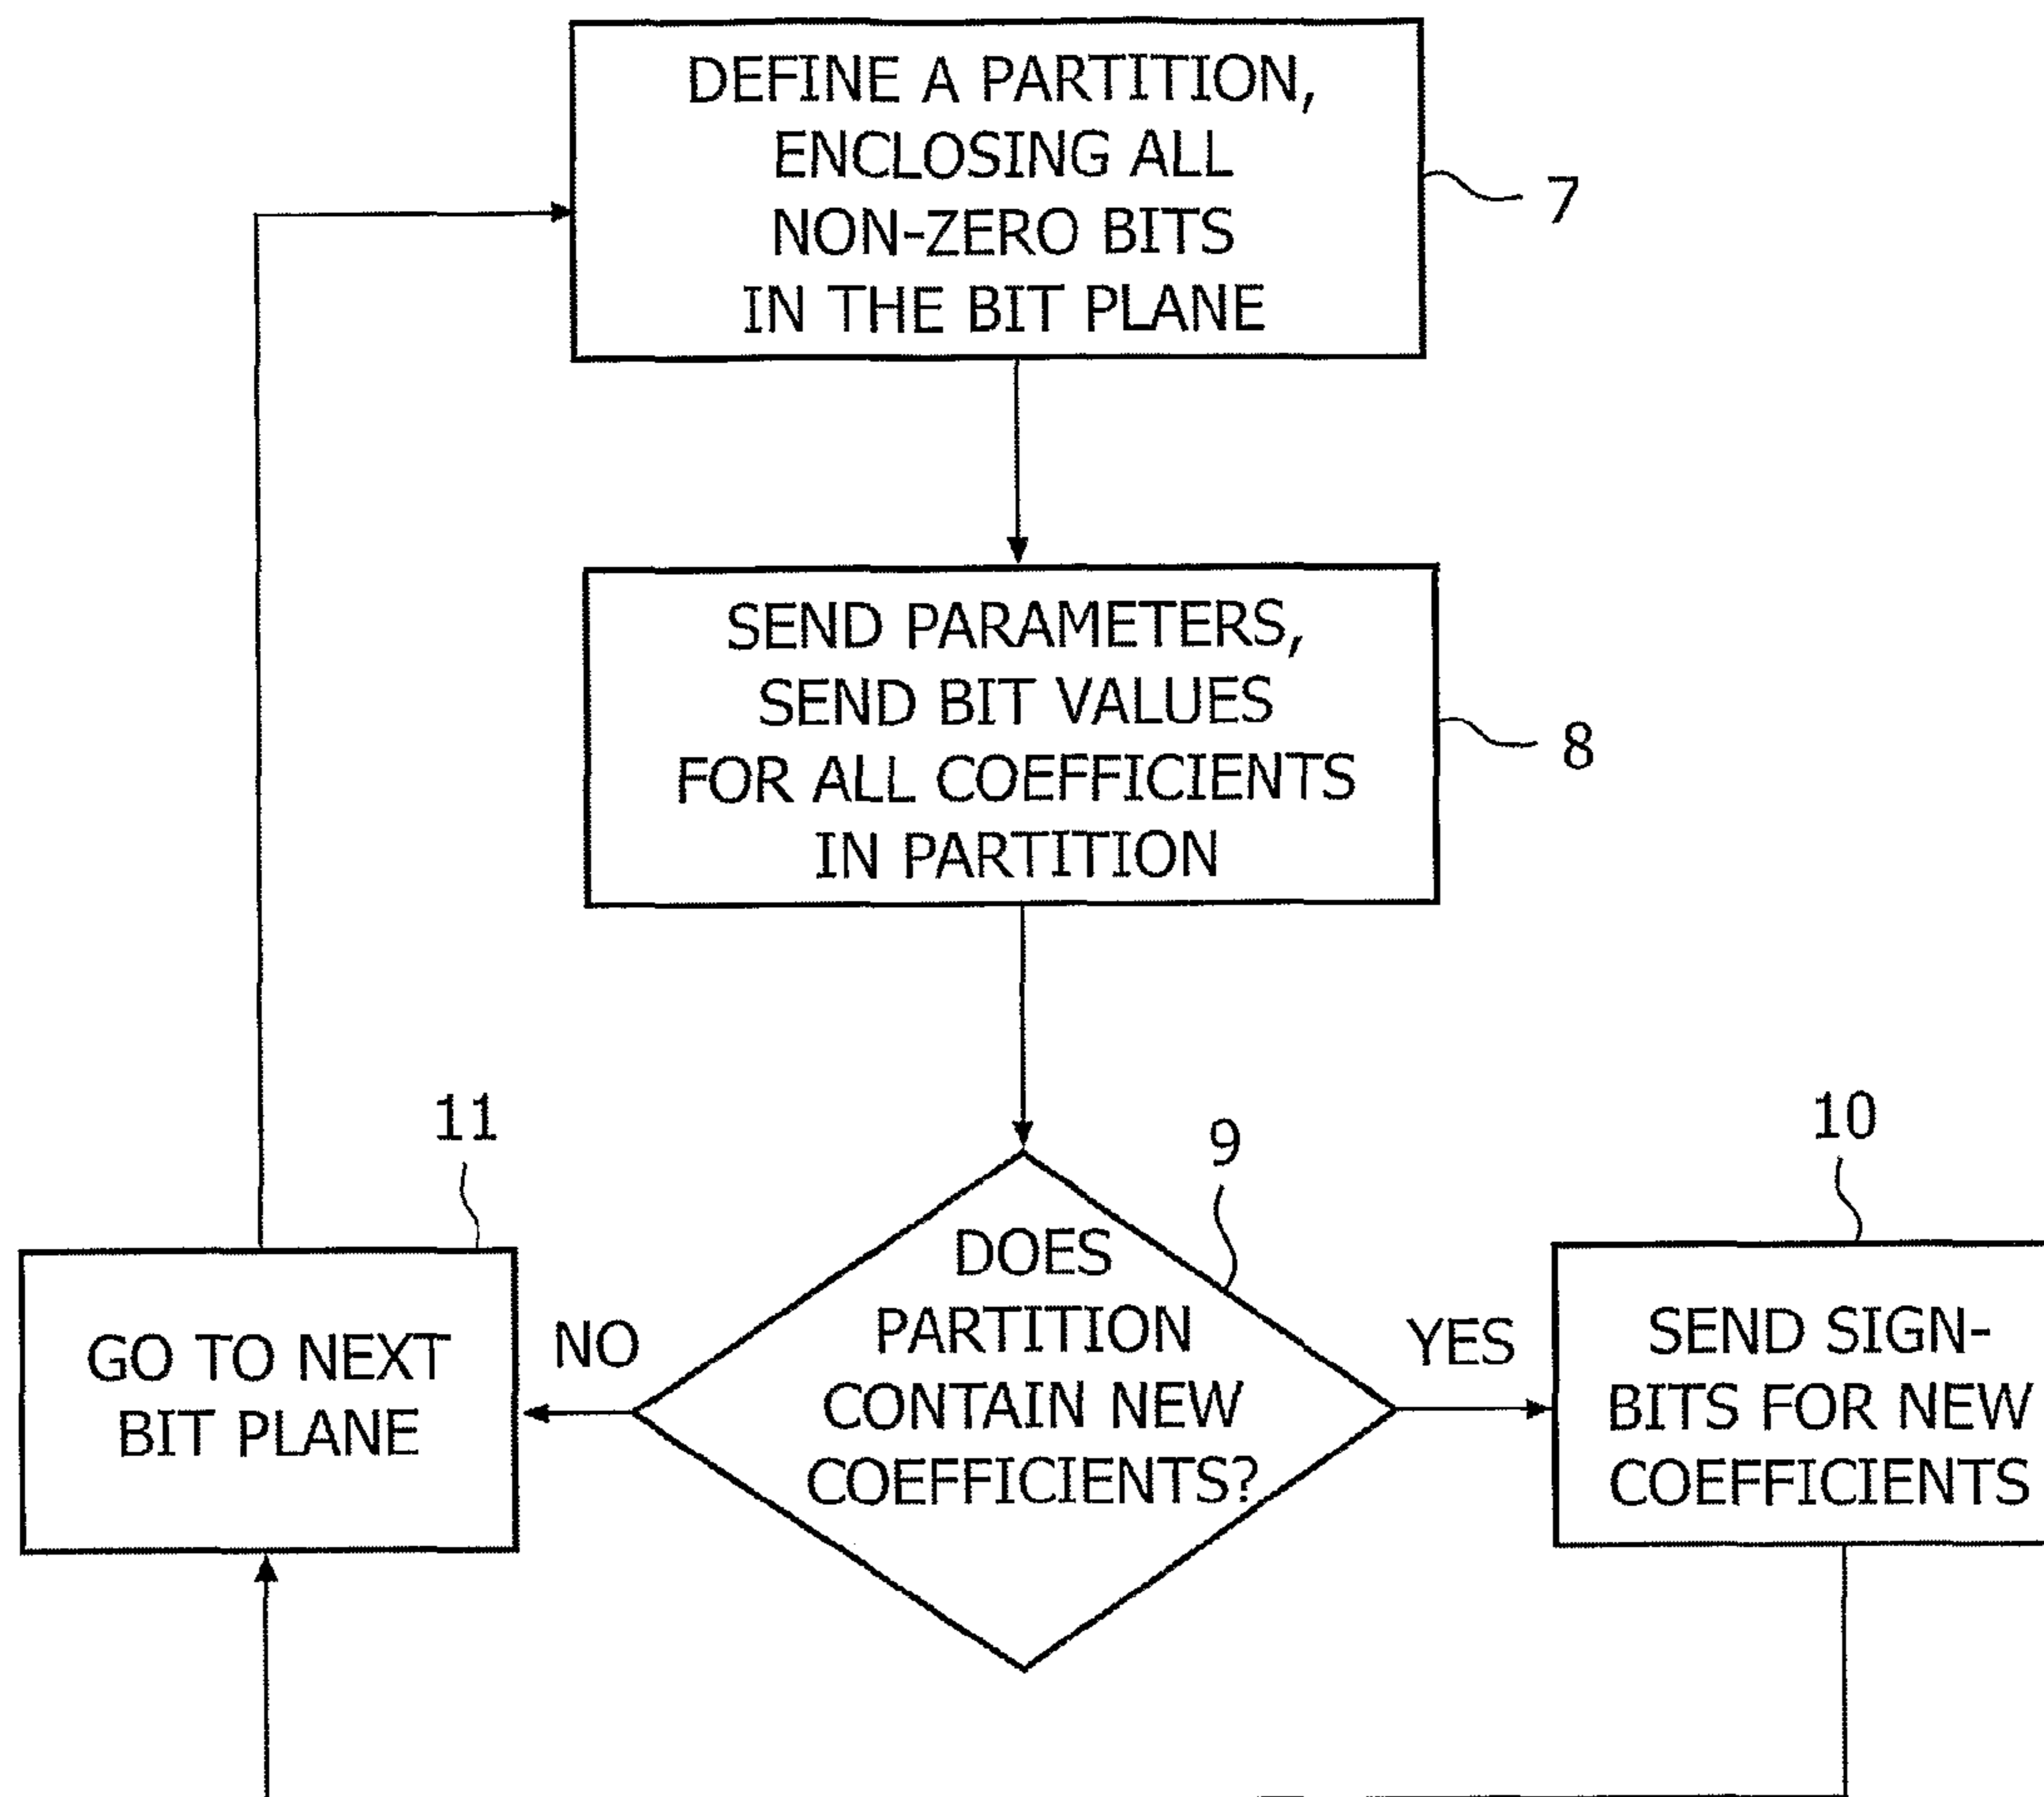 DEFINE A PARTITION,
ENCLOSING ALL
NON-ZERO BITS
IN THE BIT PLANE
7
SEND PARAMETERS,
SEND BIT VALUES
FOR ALL COEFFICIENTS
IN PARTITION
8
11
9
10
DOES
PARTITION
CONTAIN NEW
COEFFICIENTS?
NO
YES
GO TO NEXT
BIT PLANE
SEND SIGN-
BITS FOR NEW
COEFFICIENTS